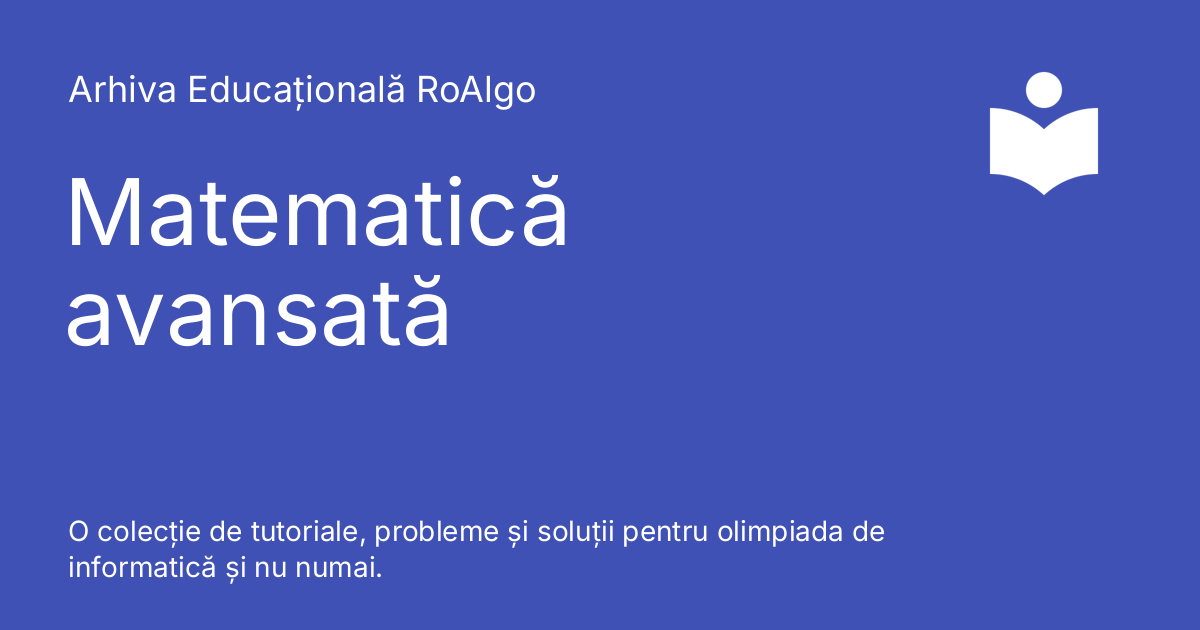 Arhiva Educațională RoAlgo
Matematică
avansată
O colecție de tutoriale, probleme și soluții pentru olimpiada de
informatică și nu numai.